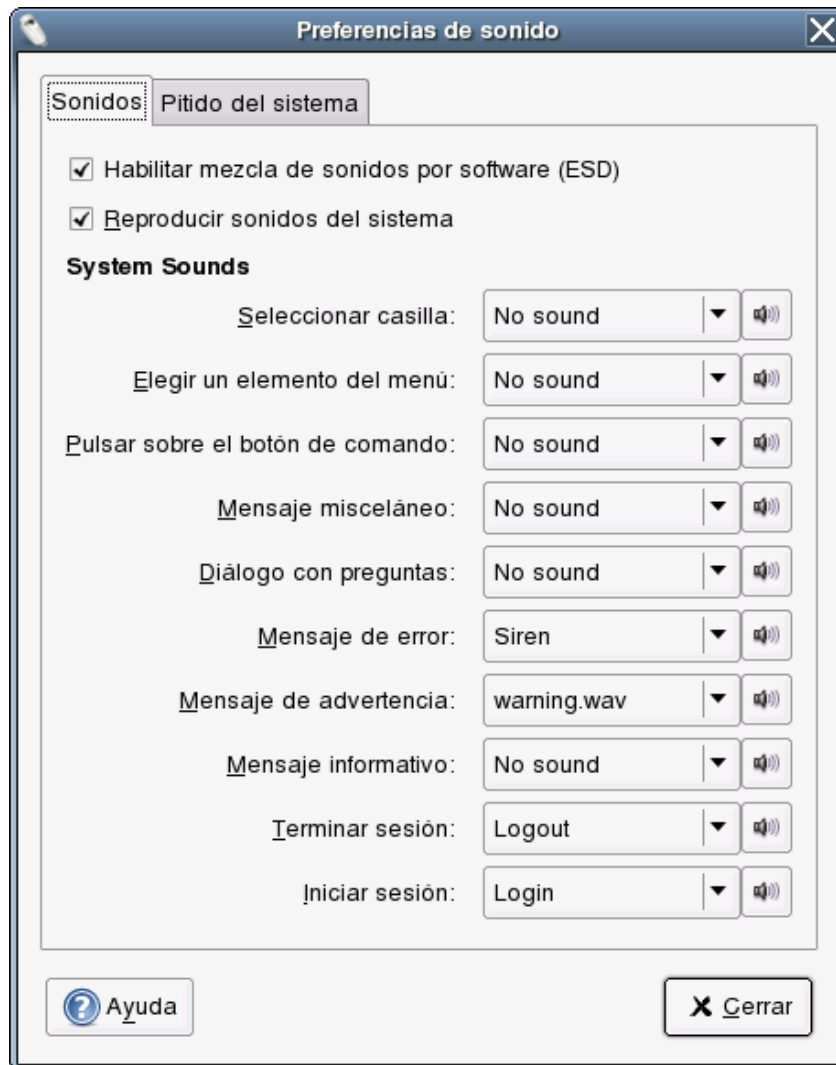 Preferencias de sonido
Sonidos
Pitido del sistema
Habilitar mezcla de sonidos por software (ESD)
Reproducir sonidos del sistema
System Sounds
Seleccionar casilla: No sound
Elegir un elemento del menú: No sound
Pulsar sobre el botón de comando: No sound
Mensaje misceláneo: No sound
Diálogo con preguntas: No sound
Mensaje de error: Siren
Mensaje de advertencia: warning.wav
Mensaje informativo: No sound
Terminar sesión: Logout
Iniciar sesión: Login
Ayuda
Cerrar